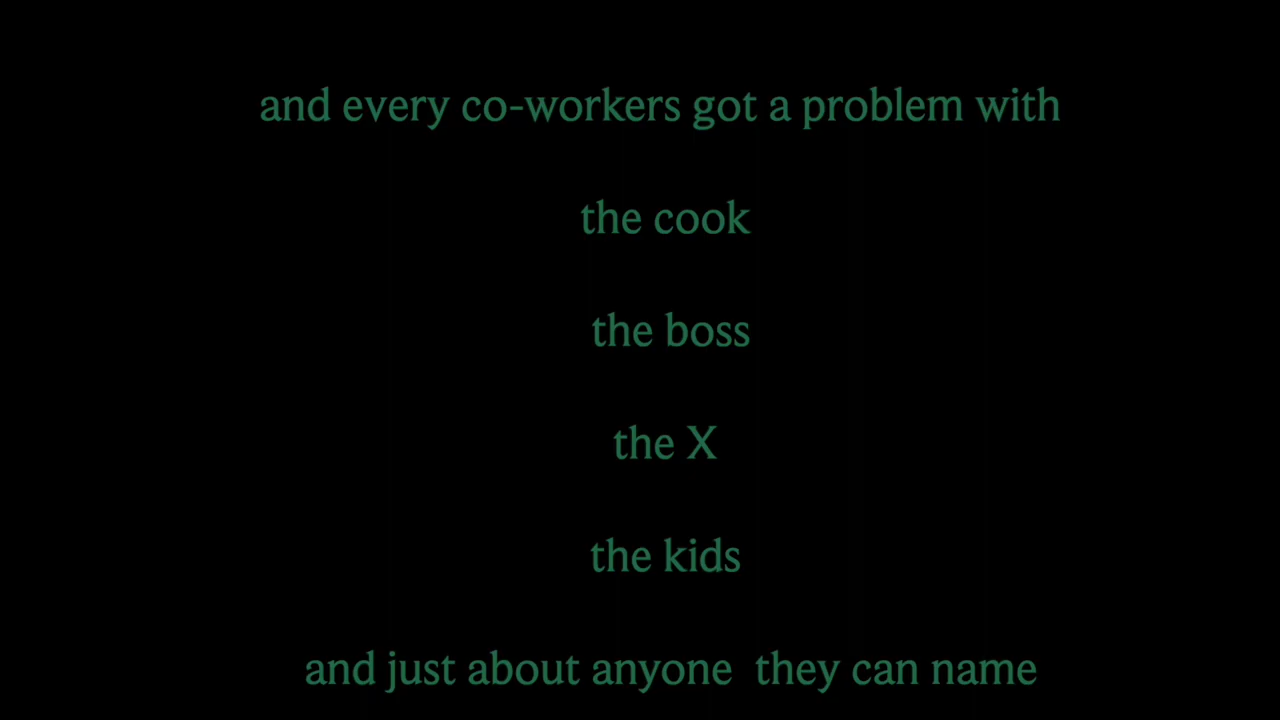 and every co-workers got a problem with
the cook
the boss
the X
the kids
and just about anyone  they can name